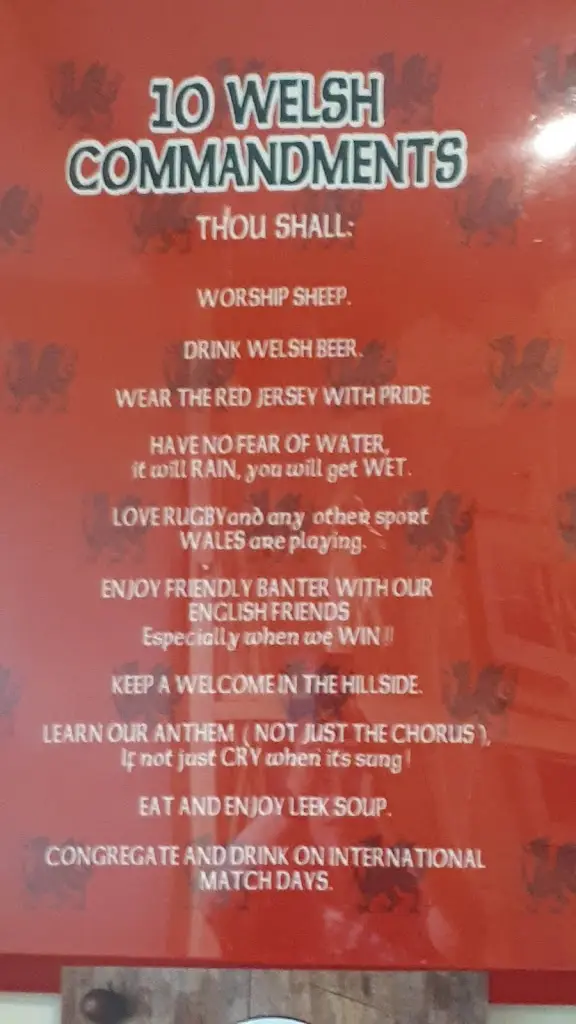 10 WELSH
COMMANDMENTS
THOU SHALL:
WORSHIP SHEEP.
DRINK WELSH BEER.
WEAR THE RED JERSEY WITH PRIDE
HAVE NO FEAR OF WATER,
it will RAIN, you will get WET.
LOVE RUGBY and any other sport
WALES are playing.
ENJOY FRIENDLY BANTER WITH OUR
ENGLISH FRIENDS
Especially when we WIN!!
KEEP A WELCOME IN THE HILLSIDE.
LEARN OUR ANTHEM ( NOT JUST THE CHORUS ),
If not just CRY when its sung!
EAT AND ENJOY LEEK SOUP.
CONGREGATE AND DRINK ON INTERNATIONAL
MATCH DAYS.